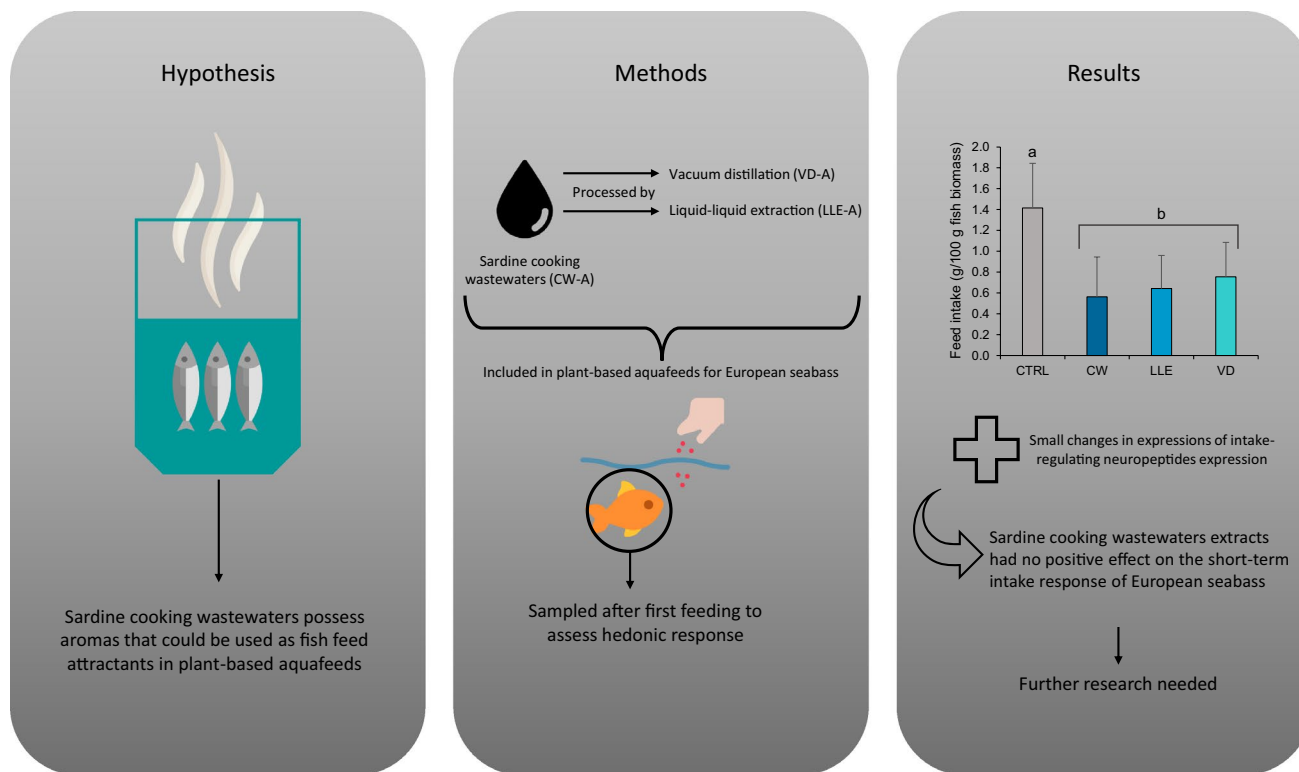 Hypothesis
Sardine cooking wastewaters possess
aromas that could be used as fish feed
attractants in plant-based aquafeeds
Methods
Vacuum distillation (VD-A)
Processed by
Liquid-liquid extraction (LLE-A)
Sardine cooking
wastewaters (CW-A)
Included in plant-based aquafeeds for European seabass
Sampled after first feeding to
assess hedonic response
Results
Feed intake (g/100 g fish biomass)
2.0
1.8
1.6
1.4
1.2
1.0
0.8
0.6
0.4
0.2
0.0
a
b
CTRL CW LLE VD
Small changes in expressions of intake-
regulating neuropeptides expression
Sardine cooking wastewaters extracts
had no positive effect on the short-term
intake response of European seabass
Further research needed